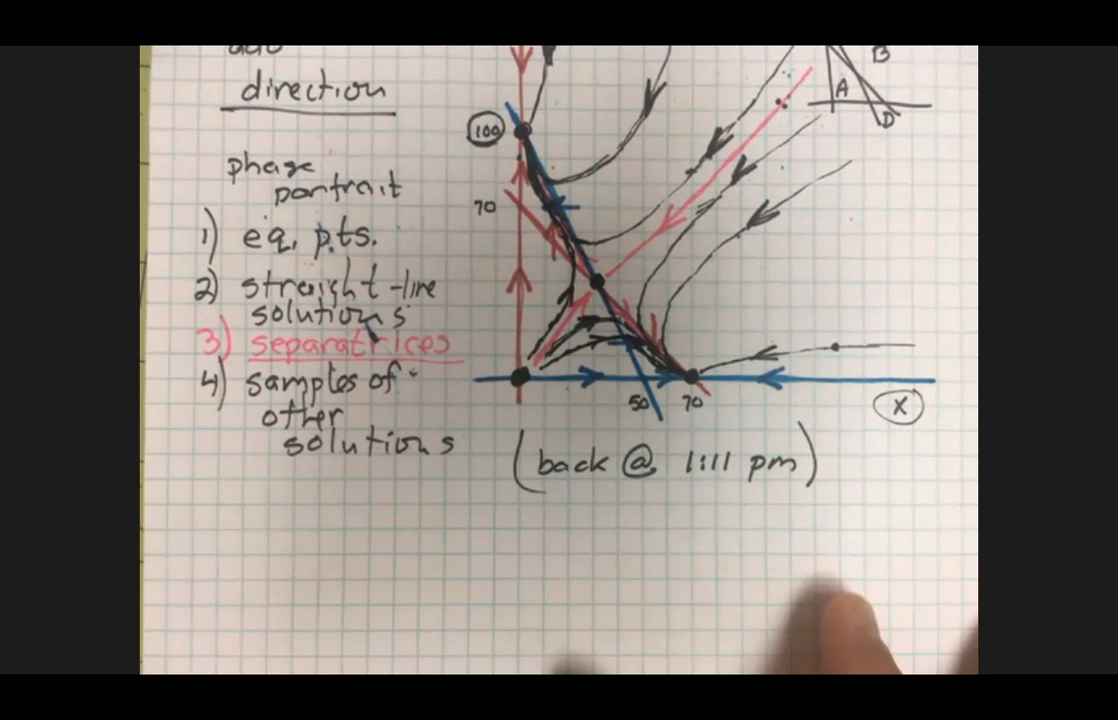 direction
phase
portrait
1) eq. pts.
2) straight-line
solutions
3) separatrices
4) samples of
other
solutions
100
70
50
70
X
B
A
D
(back @ 1:11 pm)